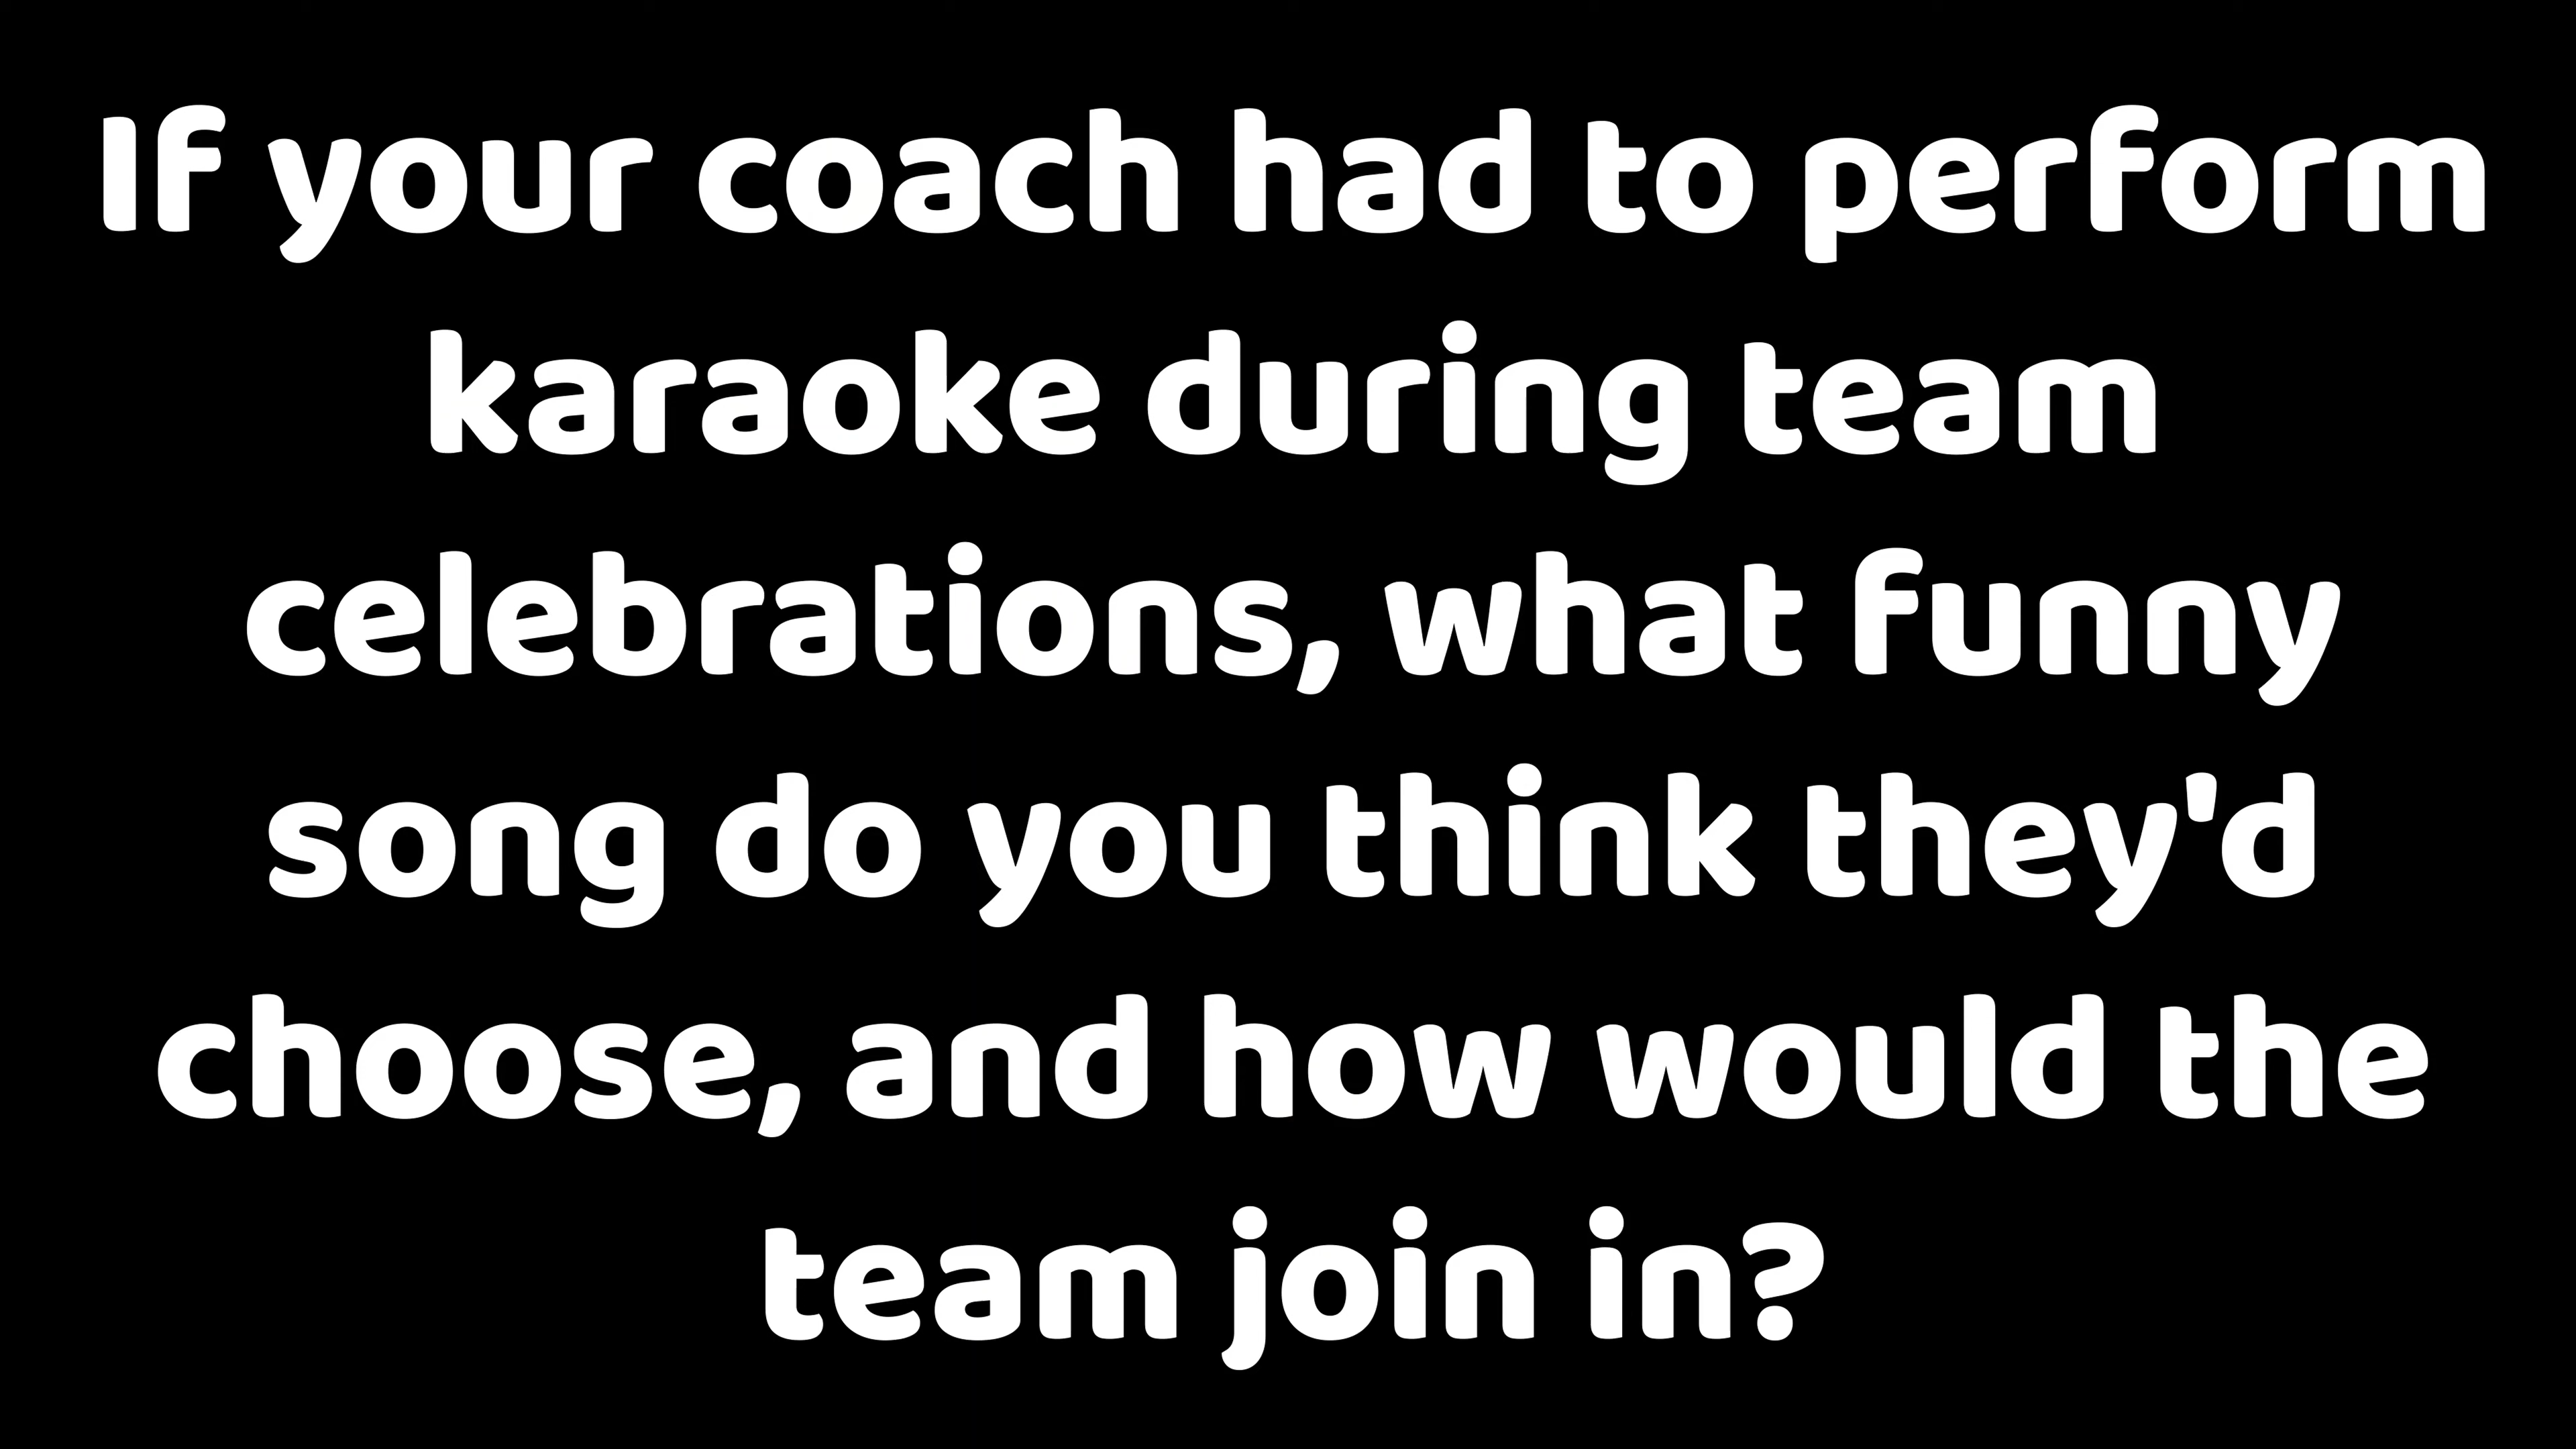 If your coach had to perform
karaoke during team
celebrations, what funny
song do you think they'd
choose, and how would the
team join in?